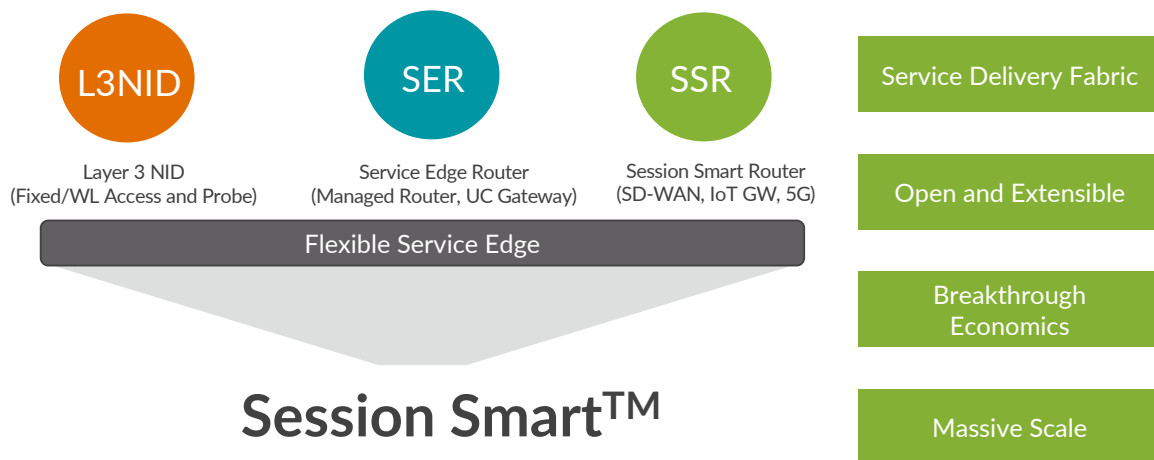 L3NID
SER
SSR
Layer 3 NID
(Fixed/WL Access and Probe)
Service Edge Router
(Managed Router, UC Gateway)
Session Smart Router
(SD-WAN, IoT GW, 5G)
Flexible Service Edge
Session Smart™
Service Delivery Fabric
Open and Extensible
Breakthrough
Economics
Massive Scale